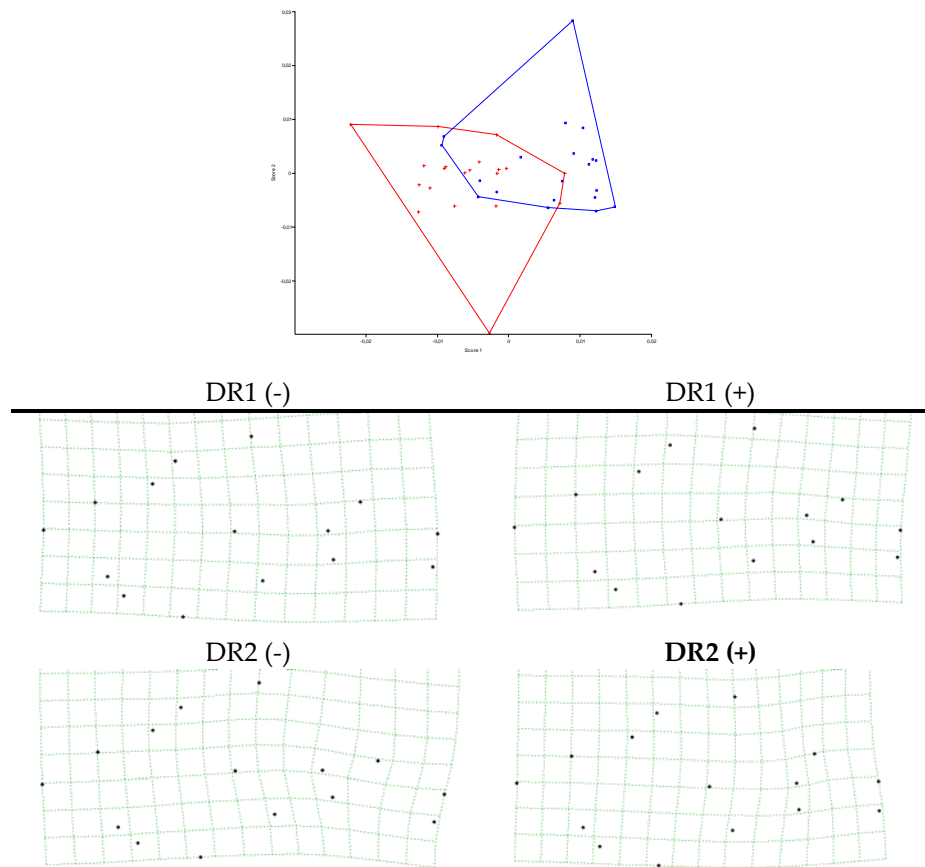 0,03
0,02
0,01
0
-0,01
-0,02
Score 2
-0,02
-0,01
0
0,01
0,02
Score 1
DR1 (-) DR1 (+)
DR2 (-) DR2 (+)